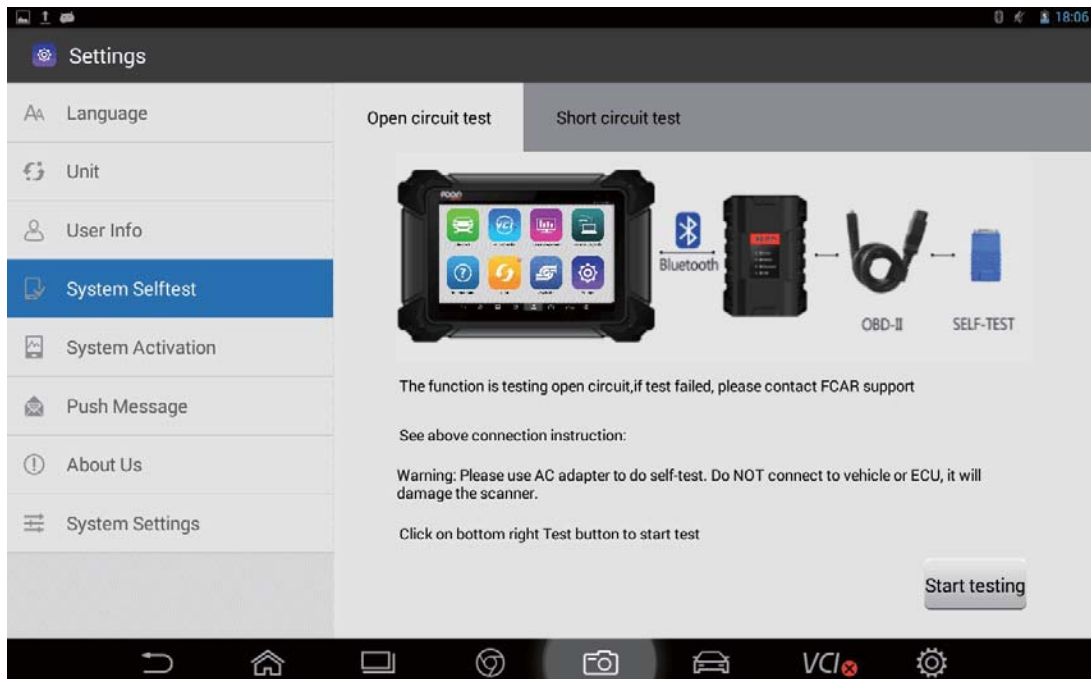 18:06
Settings
Language
Unit
User Info
System Selftest
System Activation
Push Message
About Us
System Settings
Open circuit test
Short circuit test
Bluetooth
OBD-II
SELF-TEST
The function is testing open circuit,if test failed, please contact FCAR support
See above connection instruction:
Warning: Please use AC adapter to do self-test. Do NOT connect to vehicle or ECU, it will
damage the scanner.
Click on bottom right Test button to start test
Start testing
VCI